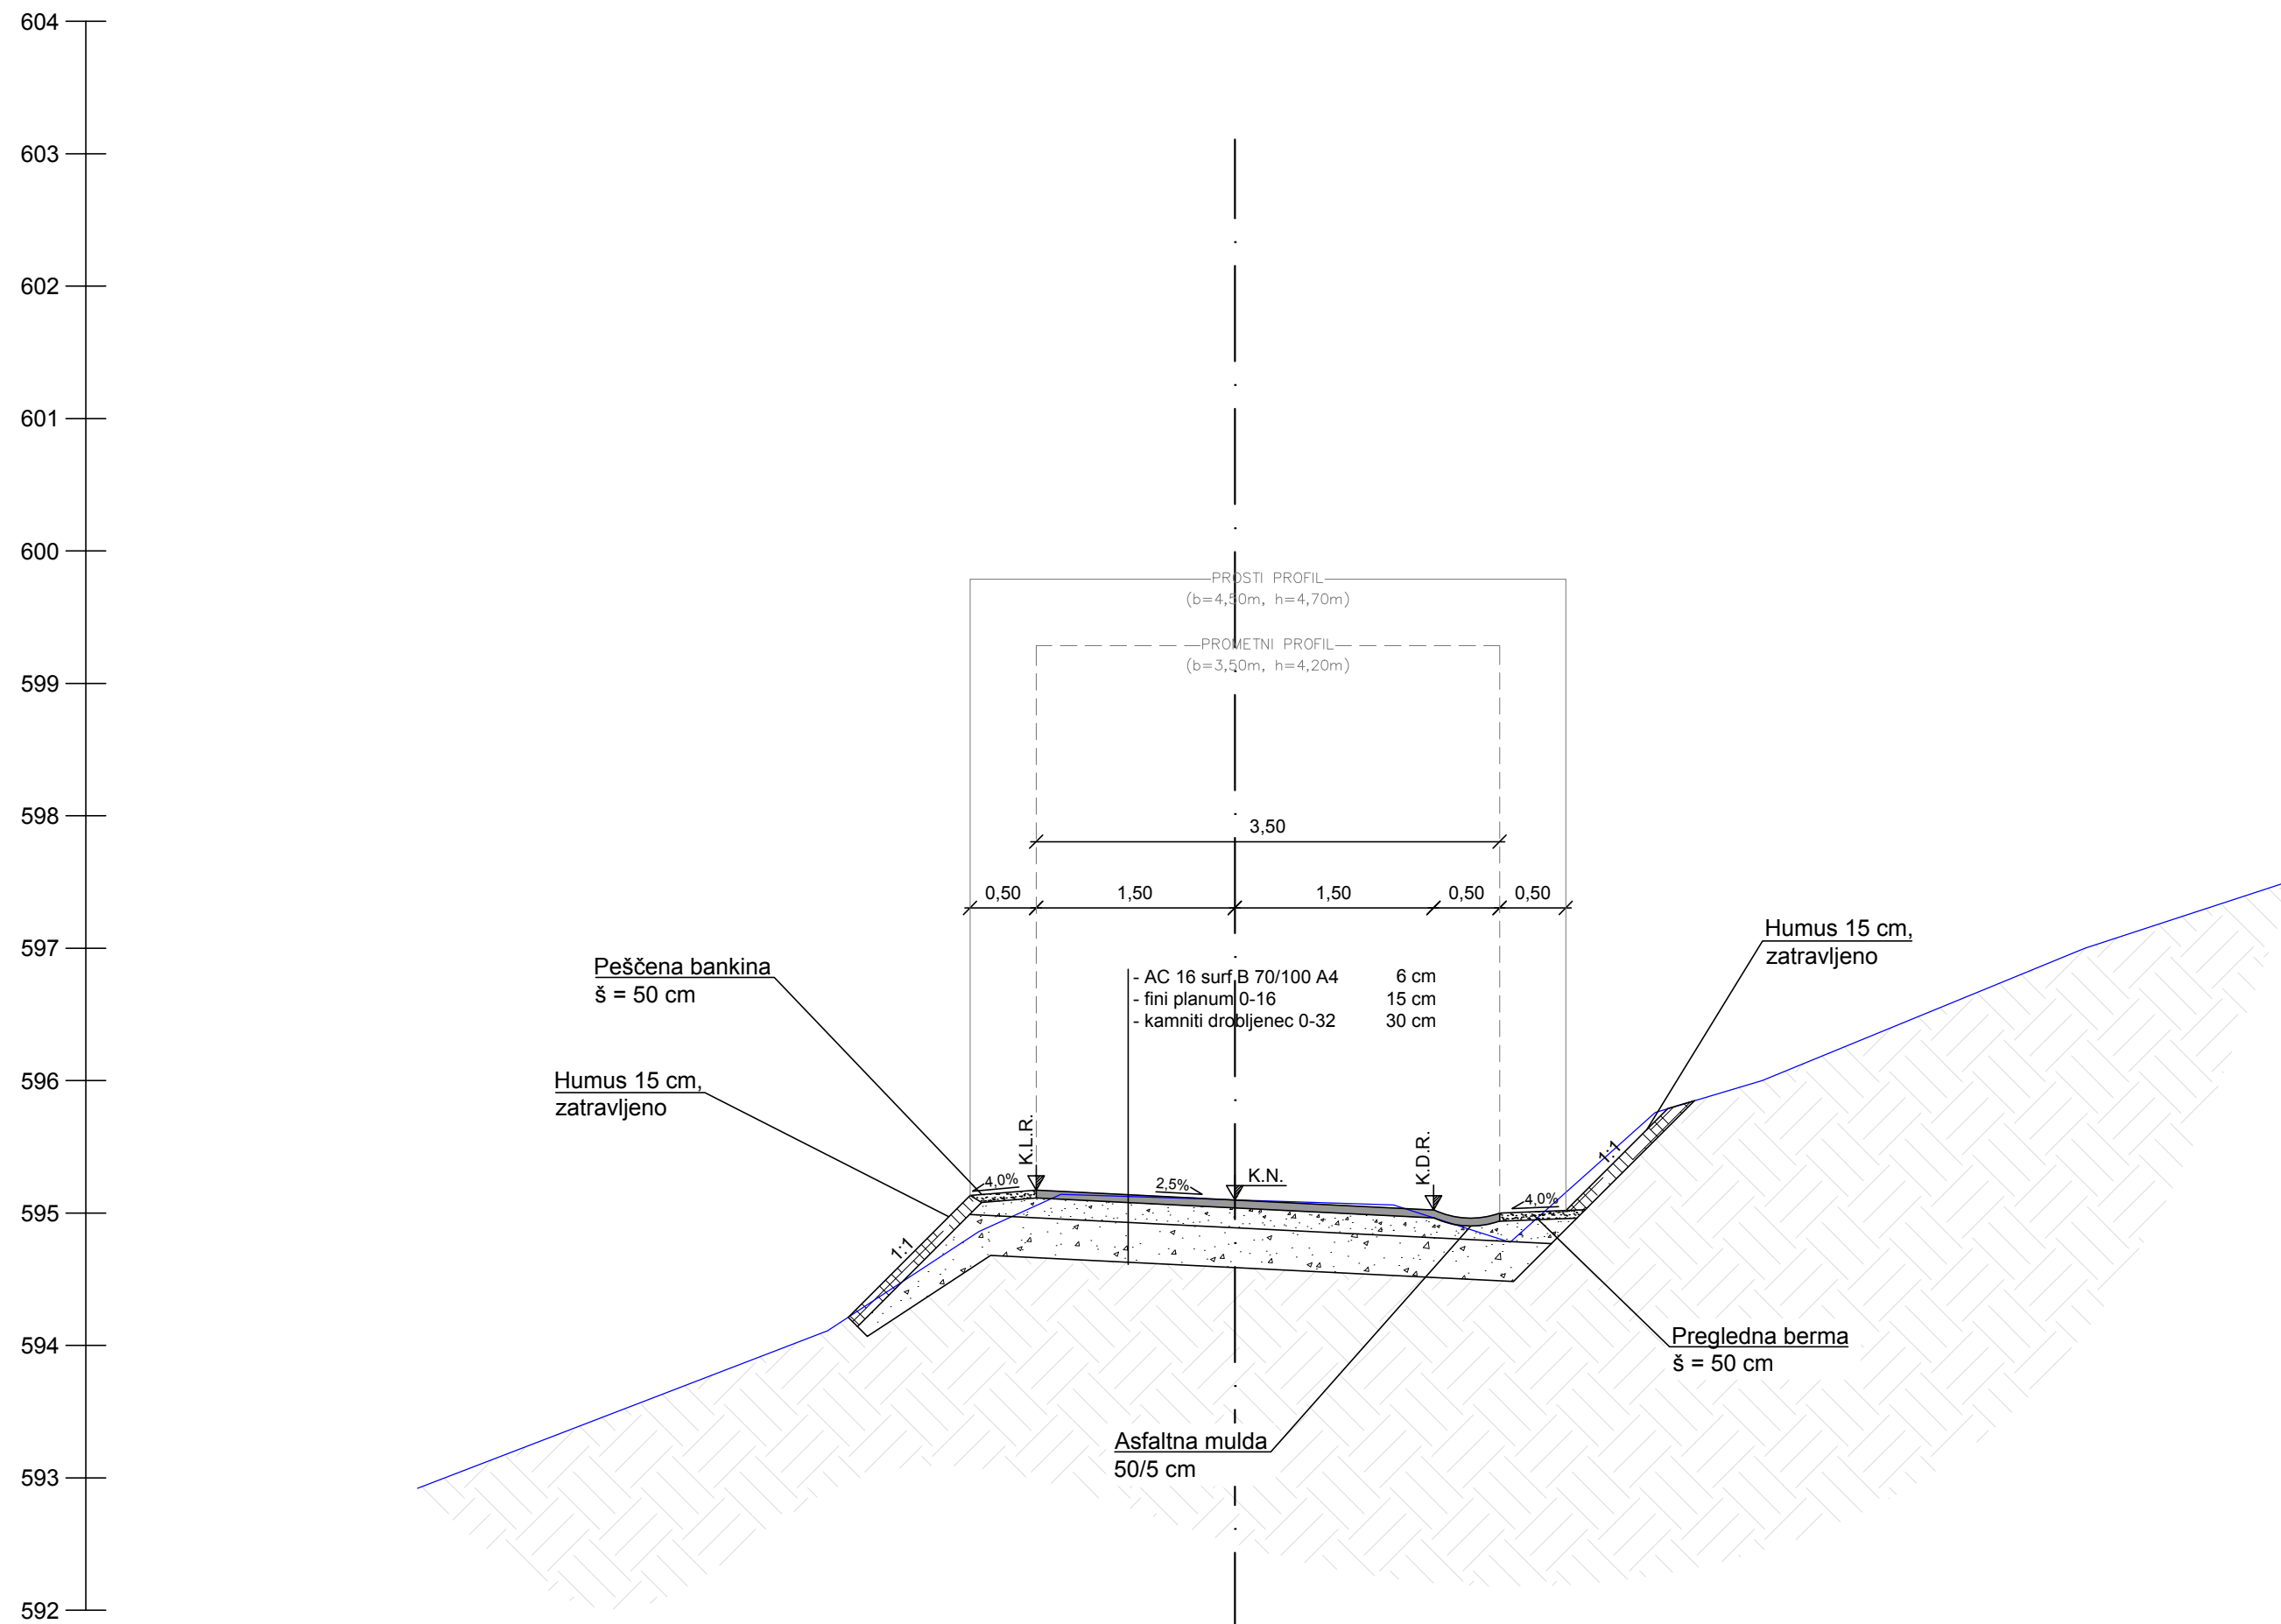 604
603
602
601
600
599
598
597
596
595
594
593
592
PROSTI PROFIL
(b=4,50m, h=4,70m)
PROMETNI PROFIL
(b=3,50m, h=4,20m)
3,50
0,50 1,50 1,50 0,50 0,50
Peščena bankina
š = 50 cm
Humus 15 cm,
zatravljeno
- AC 16 surf B 70/100 A4 6 cm
- fini planum 0-16 15 cm
- kamniti drobljenec 0-32 30 cm
Humus 15 cm,
zatravljeno
K.L.R.
K.N.
K.D.R.
4,0%
2,5%
4,0%
1:1
1:1
Pregledna berma
š = 50 cm
Asfaltna mulda
50/5 cm